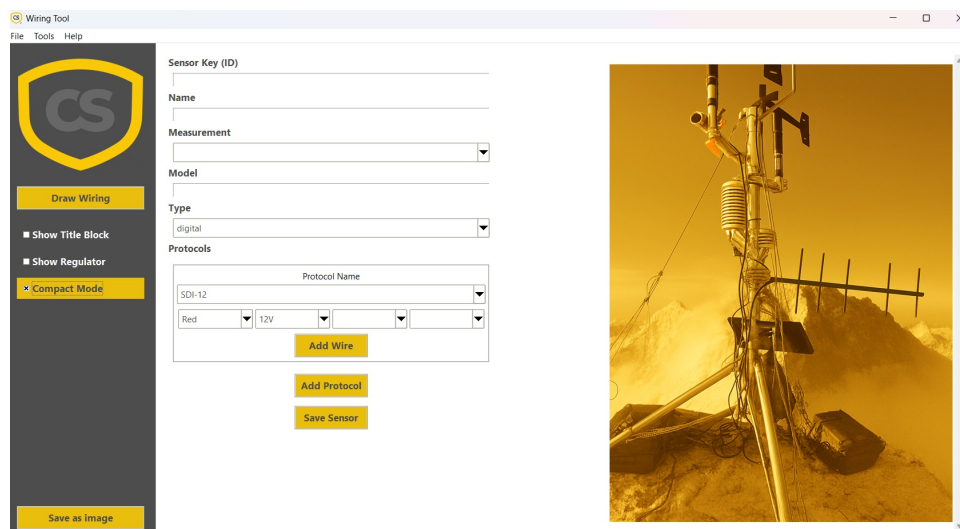 CS Wiring Tool
File Tools Help
CS
Draw Wiring
Show Title Block
Show Regulator
Compact Mode
Save as image
Sensor Key (ID)
Name
Measurement
Model
Type
digital
Protocols
Protocol Name
SDI-12
Red 12V
Add Wire
Add Protocol
Save Sensor